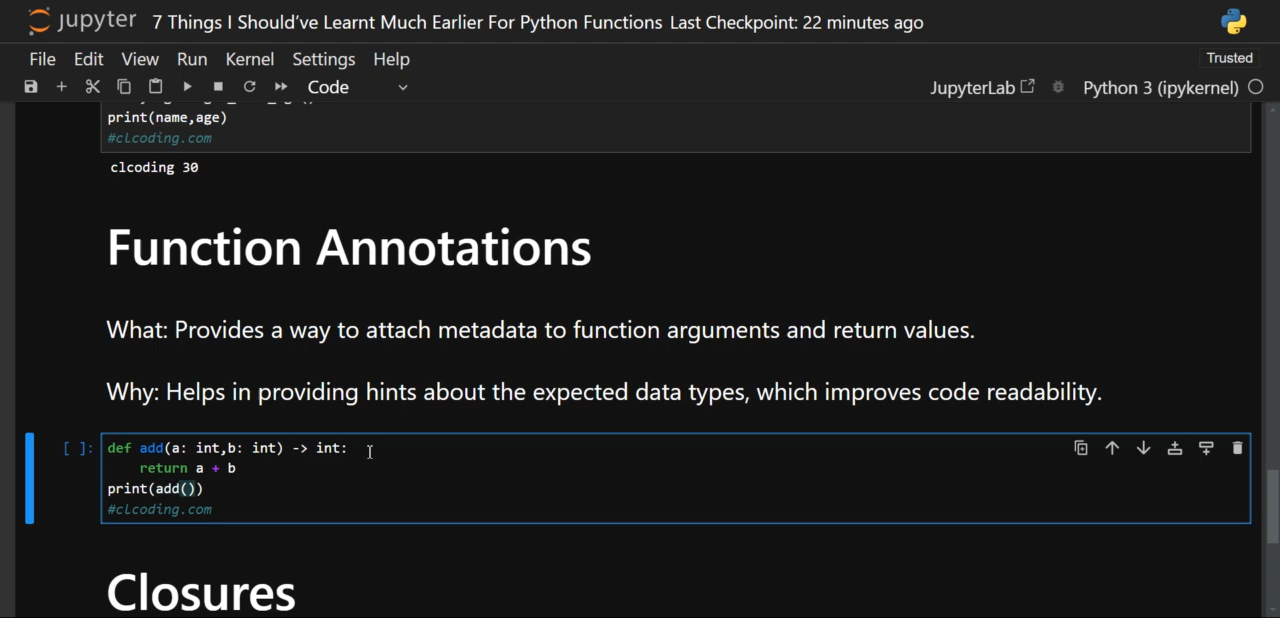 jupyter 7 Things I Should've Learnt Much Earlier For Python Functions Last Checkpoint: 22 minutes ago
File Edit View Run Kernel Settings Help Trusted
Code JupyterLab Python 3 (ipykernel)
print(name,age)
#clcoding.com
clcoding 30
Function Annotations
What: Provides a way to attach metadata to function arguments and return values.
Why: Helps in providing hints about the expected data types, which improves code readability.
[ ]: def add(a: int,b: int) -> int:
return a + b
print(add())
#clcoding.com
Closures